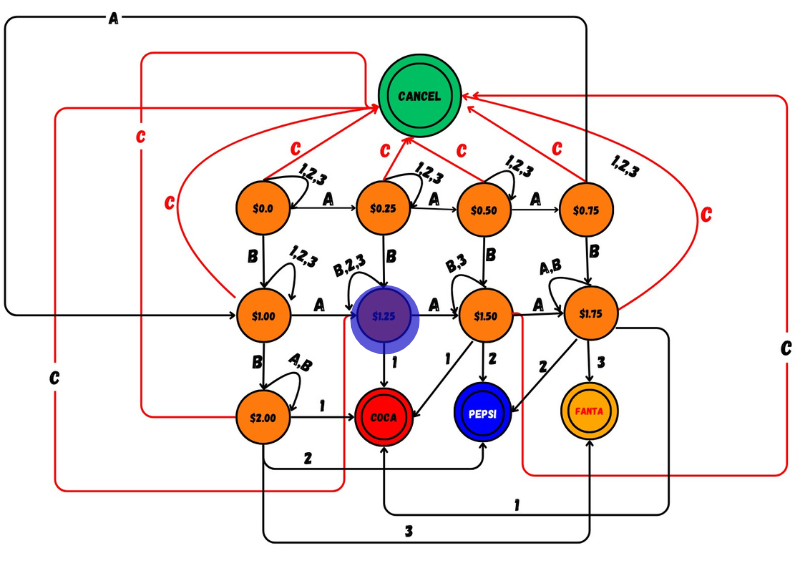 A
CANCEL
C
C
C
C
C
1,2,3
1,2,3
1,2,3
1,2,3
$0.0
A
$0.25
A
$0.50
A
$0.75
C
C
B
1,2,3
B,2,3
B
B,3
B
A,B
B
$1.00
A
$1.25
A
$1.50
A
$1.75
C
C
B
A,B
1
1
2
2
3
$2.00
1
COCA
PEPSI
FANTA
2
1
3